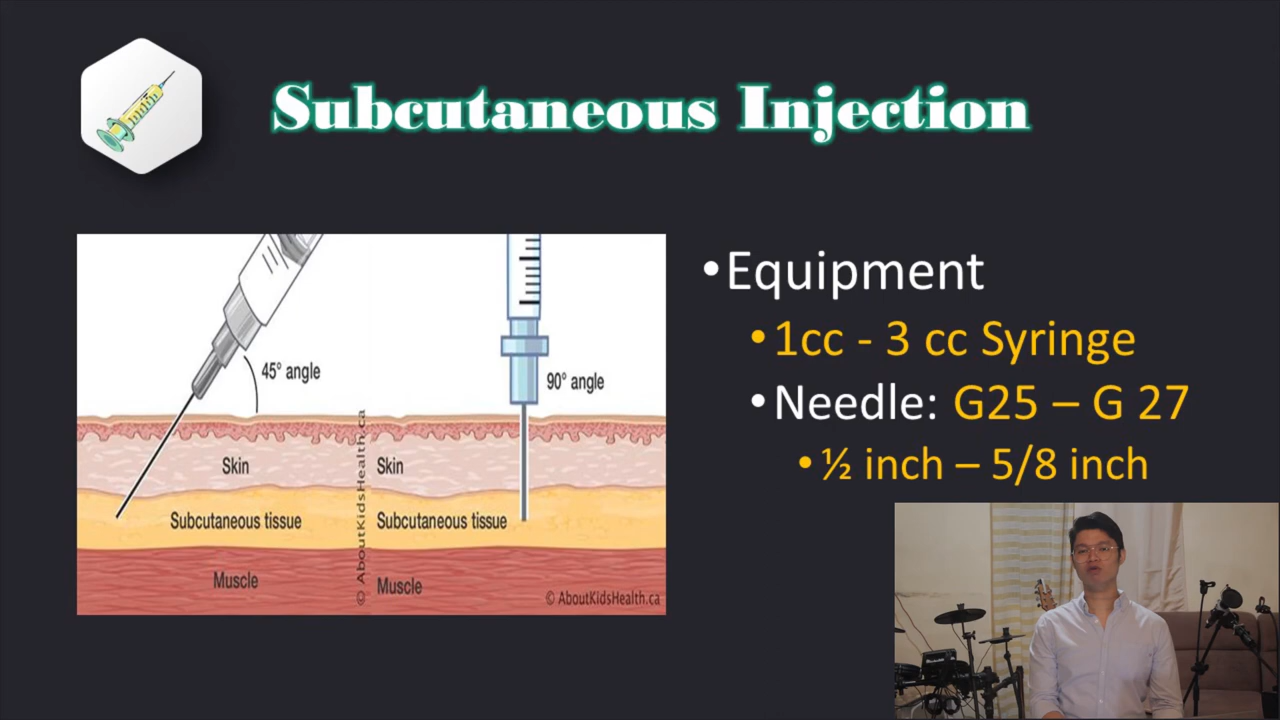 Subcutaneous Injection
45° angle
90° angle
Skin
Skin
Subcutaneous tissue
Subcutaneous tissue
Muscle
Muscle
© AboutKidsHealth.ca
© AboutKidsHealth.ca
•Equipment
•1cc - 3 cc Syringe
•Needle: G25 – G 27
•½ inch – 5/8 inch